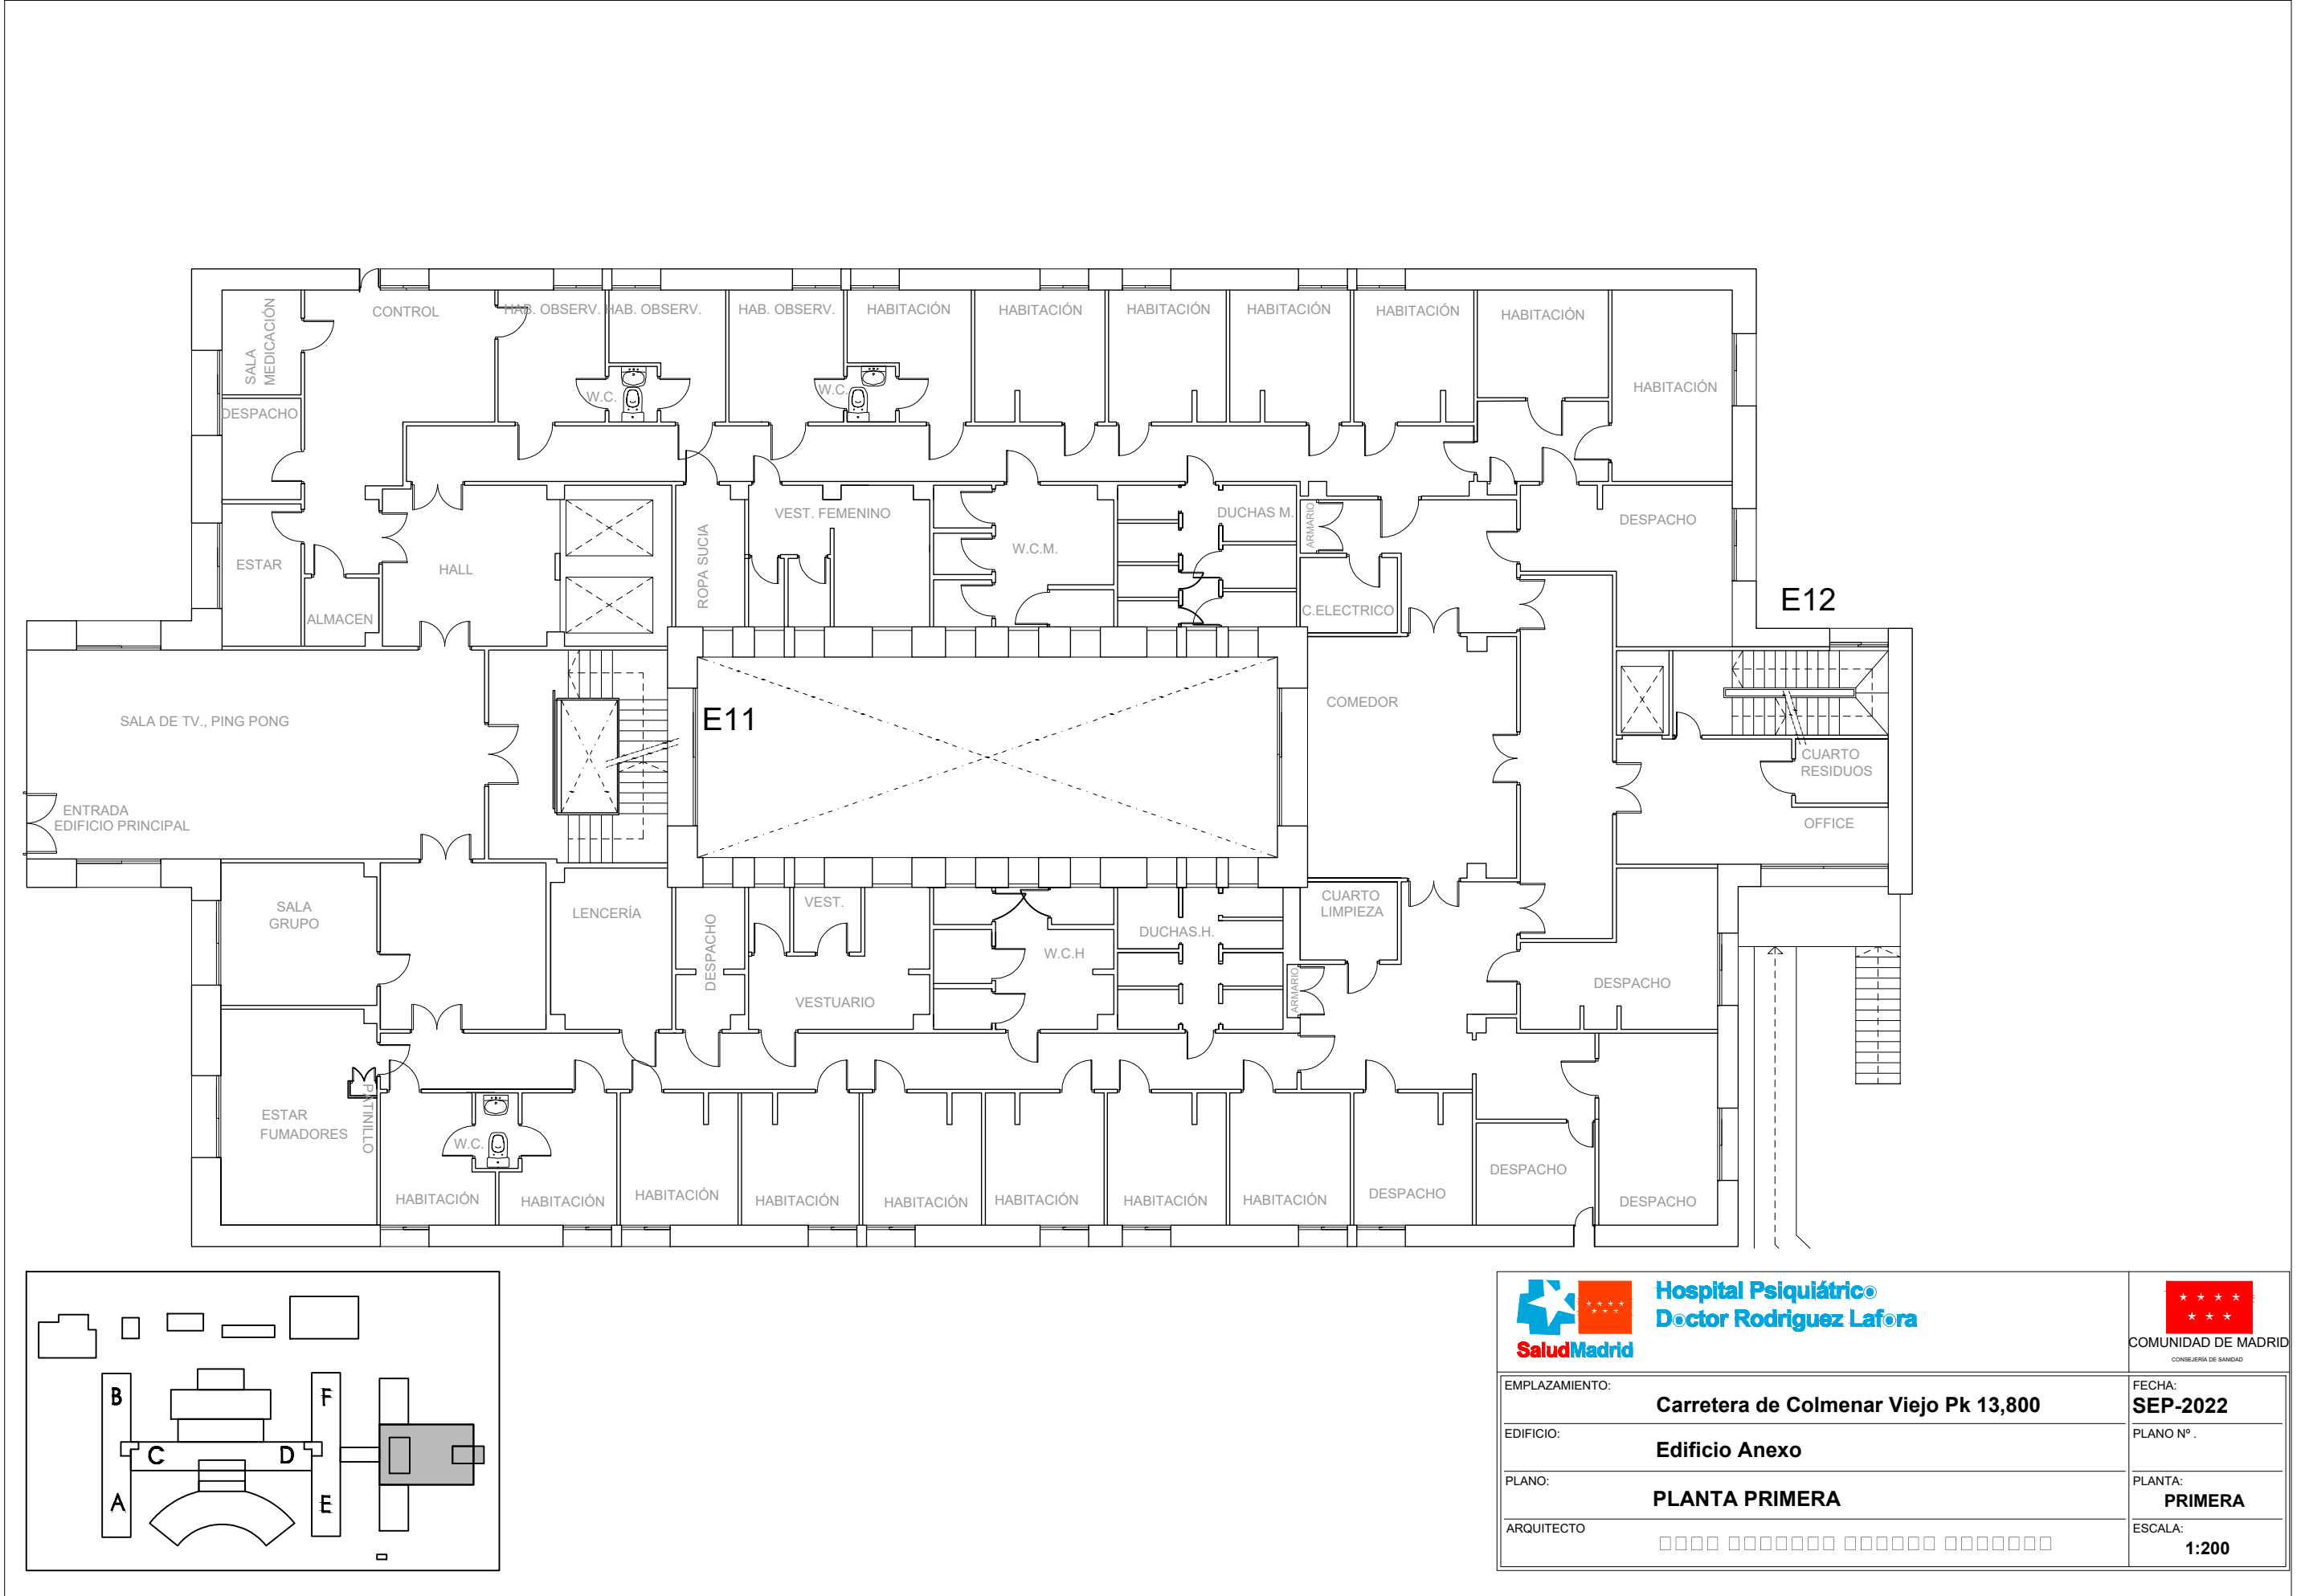 SALA
MEDICACIÓN
CONTROL
HAB. OBSERV.
HAB. OBSERV.
HAB. OBSERV.
HABITACIÓN
HABITACIÓN
HABITACIÓN
HABITACIÓN
HABITACIÓN
HABITACIÓN
HABITACIÓN
DESPACHO
W.C.
W.C.
ESTAR
ALMACEN
HALL
ROPA SUCIA
VEST. FEMENINO
W.C.M.
DUCHAS M.
ARMARIO
C.ELECTRICO
DESPACHO
E12
SALA DE TV., PING PONG
E11
COMEDOR
CUARTO
RESIDUOS
OFFICE
ENTRADA
EDIFICIO PRINCIPAL
SALA
GRUPO
LENCERÍA
DESPACHO
VEST.
VESTUARIO
W.C.H
DUCHAS.H.
CUARTO
LIMPIEZA
ARMARIO
DESPACHO
ESTAR
FUMADORES
PATINILLO
W.C.
HABITACIÓN
HABITACIÓN
HABITACIÓN
HABITACIÓN
HABITACIÓN
HABITACIÓN
HABITACIÓN
HABITACIÓN
DESPACHO
DESPACHO
DESPACHO
B
F
C
D
A
E
SaludMadrid
Hospital Psiquiátrico
Doctor Rodriguez Lafora
COMUNIDAD DE MADRID
CONSEJERÍA DE SANIDAD
EMPLAZAMIENTO:
Carretera de Colmenar Viejo Pk 13,800
FECHA:
SEP-2022
EDIFICIO:
Edificio Anexo
PLANO Nº .
PLANO:
PLANTA PRIMERA
PLANTA:
PRIMERA
ARQUITECTO
ESCALA:
1:200